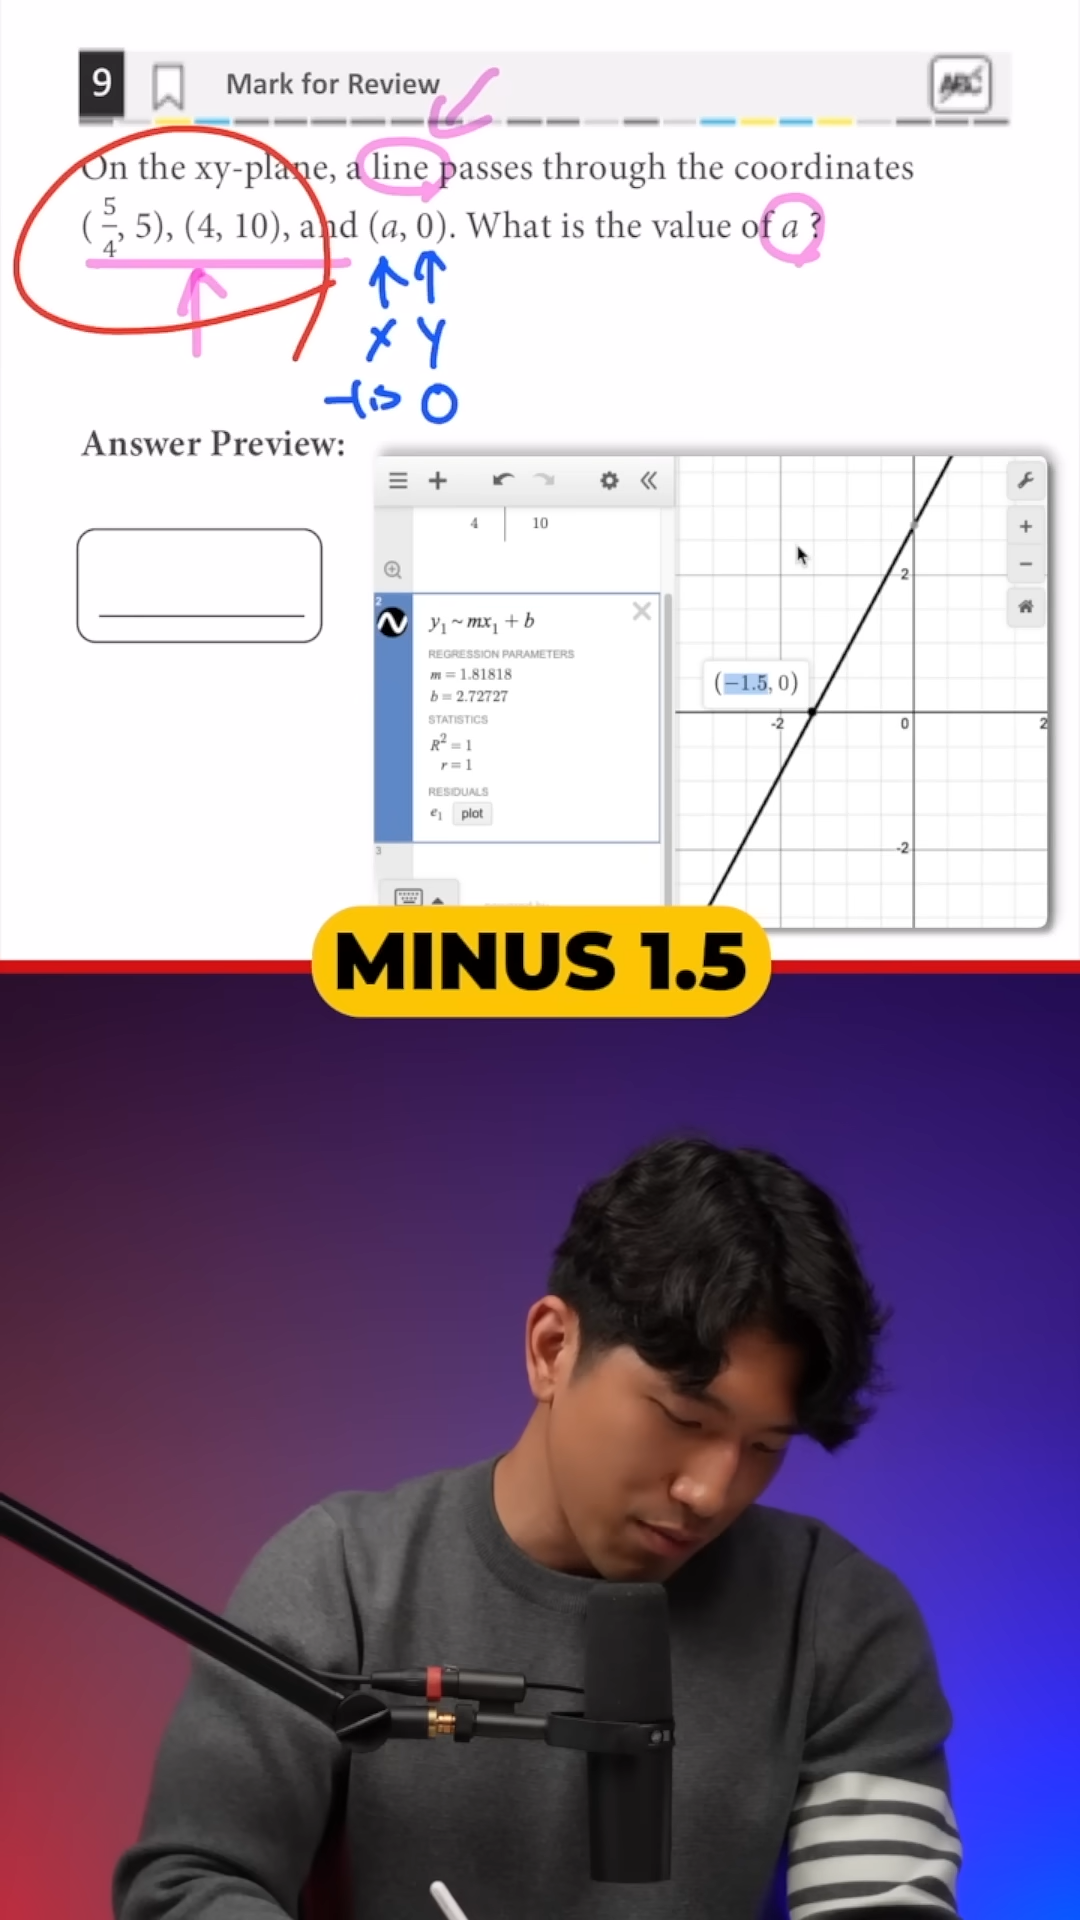 9 Mark for Review ABC
On the xy-plane, a line passes through the coordinates
(5/4, 5), (4, 10), and (a, 0). What is the value of a ?
X Y
-1.5 0
Answer Preview:
4 10
2
y₁ ~ mx₁ + b
REGRESSION PARAMETERS
m = 1.81818
b = 2.72727
STATISTICS
R² = 1
r = 1
RESIDUALS
e₁ plot
3
2
(−1.5, 0)
-2 0 2
-2
MINUS 1.5